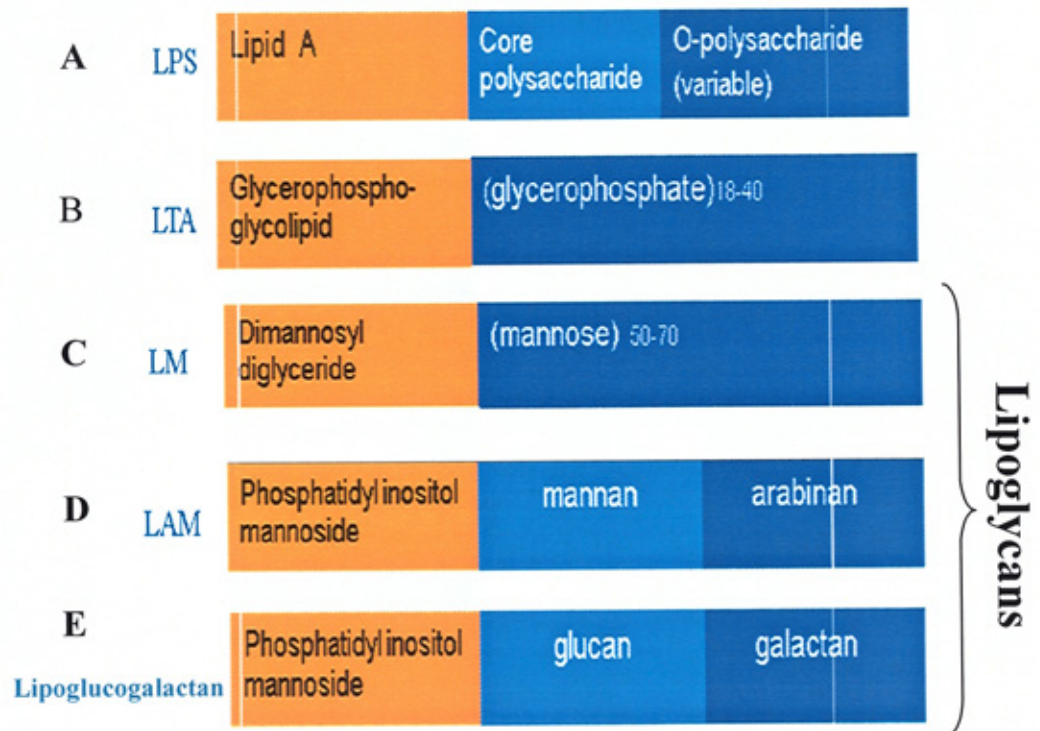 A
LPS
Lipid A
Core
polysaccharide
O-polysaccharide
(variable)
B
LTA
Glycerophospho-
glycolipid
(glycerophosphate)18-40
C
LM
Dimannosyl
diglyceride
(mannose) 50-70
D
LAM
Phosphatidyl inositol
mannoside
mannan
arabinan
E
Lipoglucogalactan
Phosphatidyl inositol
mannoside
glucan
galactan
Lipoglycans